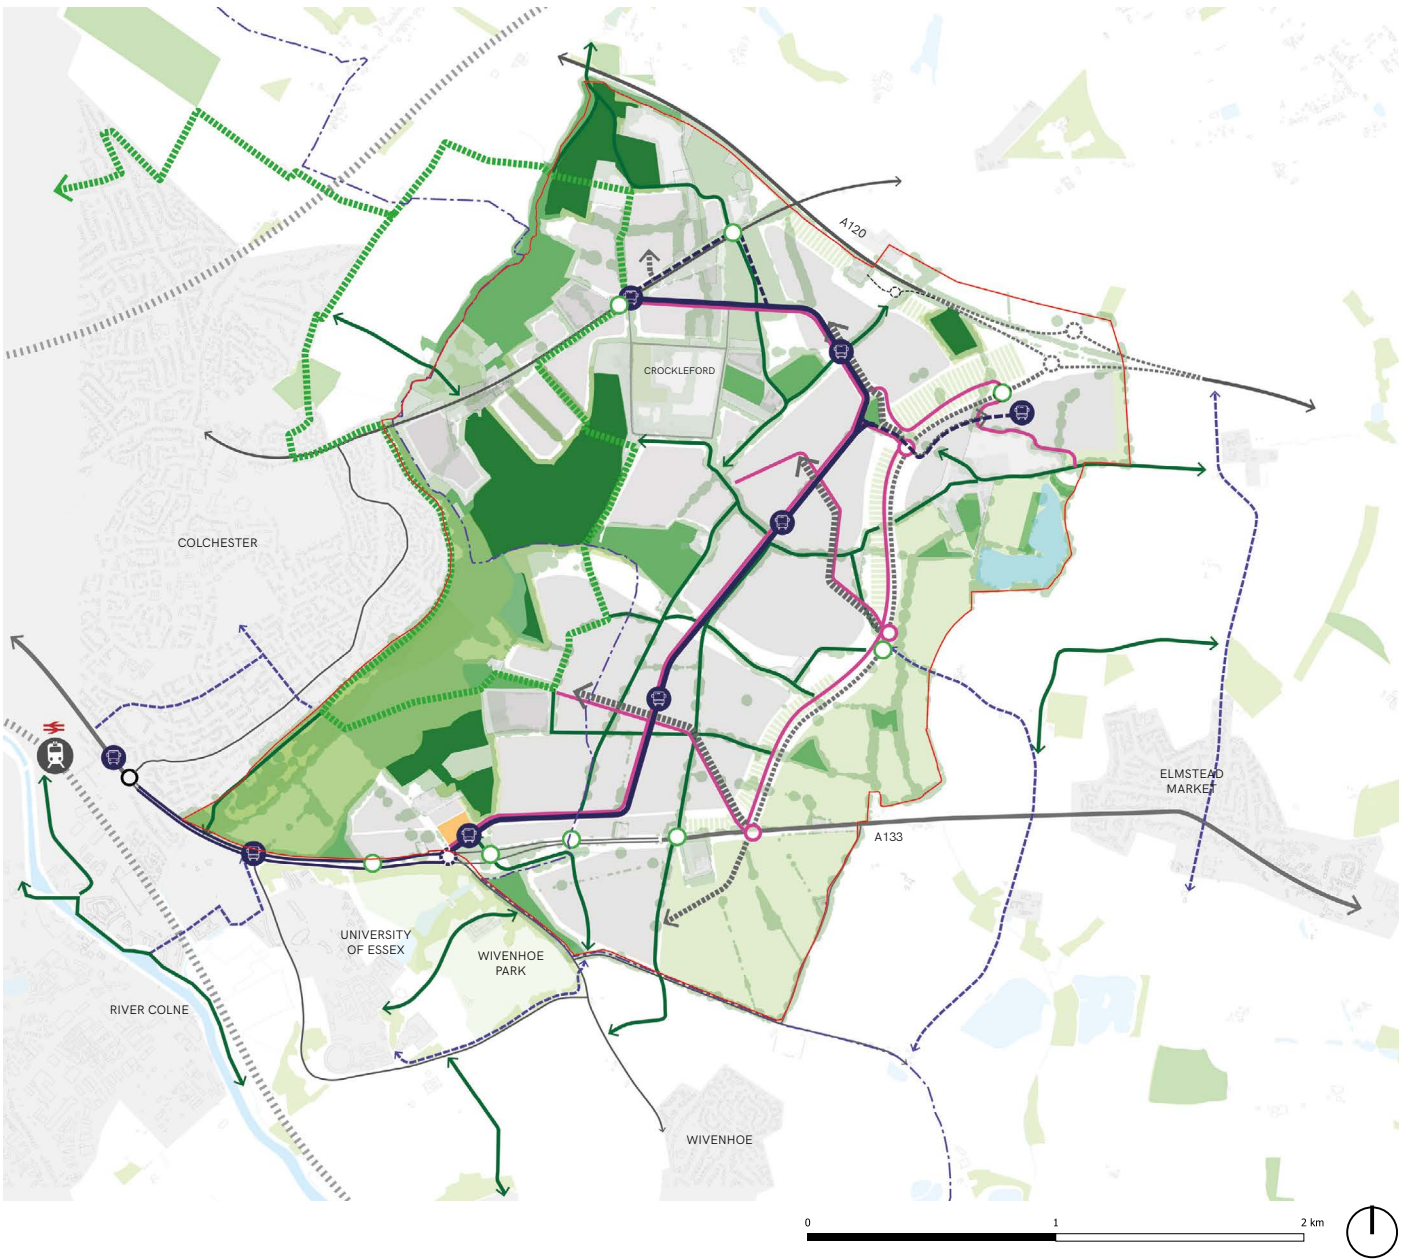 A120
CROCKLEFORD
COLCHESTER
ELMSTEAD
MARKET
A133
UNIVERSITY
OF ESSEX
WIVENHOE
PARK
RIVER COLNE
WIVENHOE
0 1 2 km